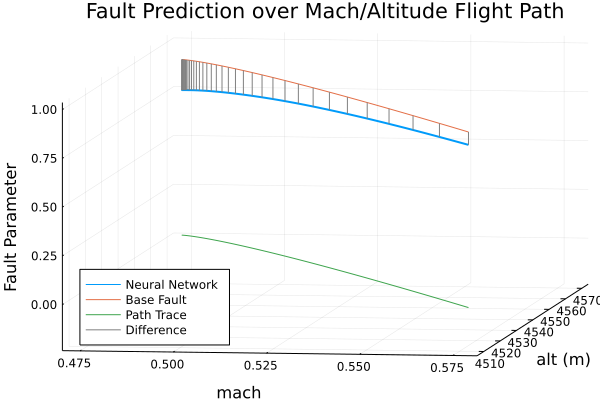 Fault Prediction over Mach/Altitude Flight Path
Fault Parameter
1.00
0.75
0.50
0.25
0.00
Neural Network
Base Fault
Path Trace
Difference
0.475
0.500
0.525
0.550
0.575
mach
4510
4520
4530
4540
4550
4560
4570
alt (m)